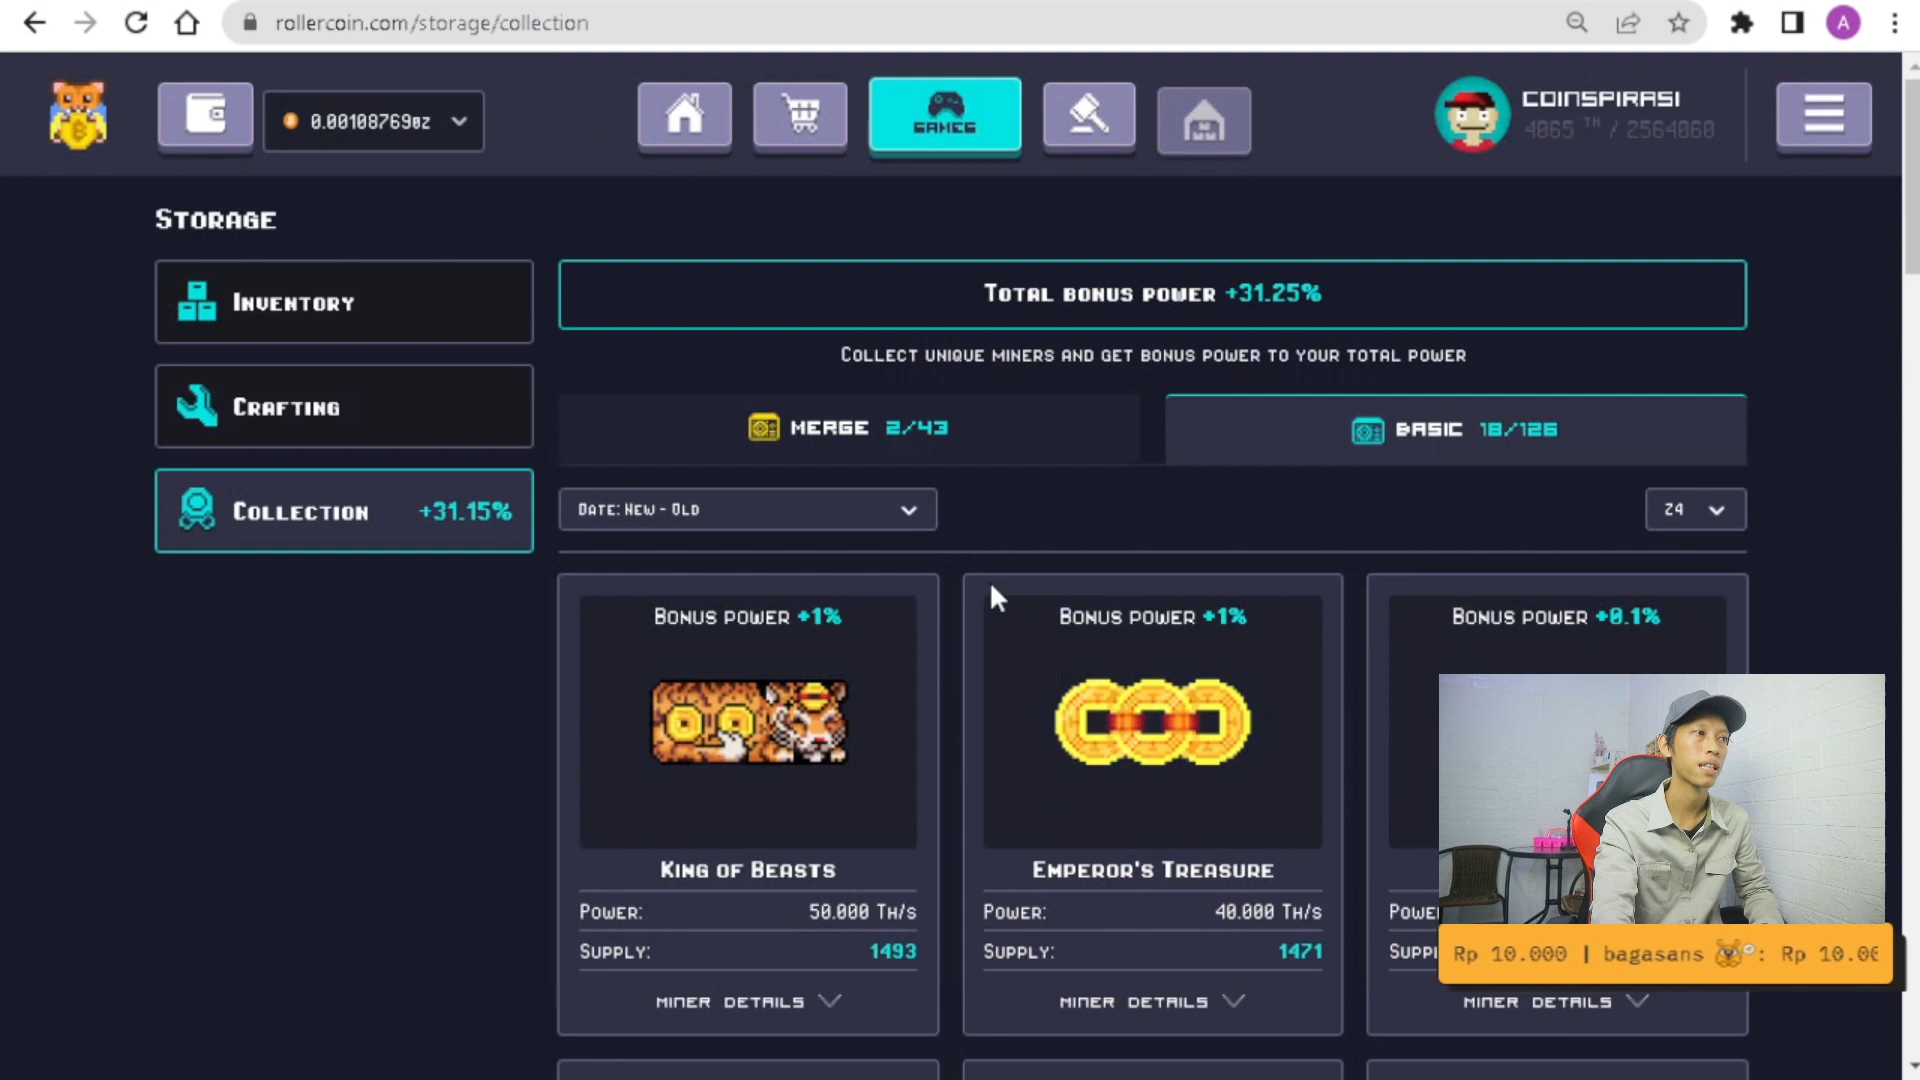 rollercoin.com/storage/collection
A
0.00108769oz
GAMES
COINSPIRASI
4065 TH / 2564060
STORAGE
INVENTORY
CRAFTING
COLLECTION +31.15%
TOTAL BONUS POWER +31.25%
COLLECT UNIQUE MINERS AND GET BONUS POWER TO YOUR TOTAL POWER
MERGE 2/43
BASIC 18/126
DATE: NEW - OLD
24
BONUS POWER +1%
KING OF BEASTS
POWER: 50.000 TH/S
SUPPLY: 1493
MINER DETAILS
BONUS POWER +1%
EMPEROR'S TREASURE
POWER: 40.000 TH/S
SUPPLY: 1471
MINER DETAILS
BONUS POWER +0.1%
MINER DETAILS
Rp 10.000 | bagasans : Rp 10.00